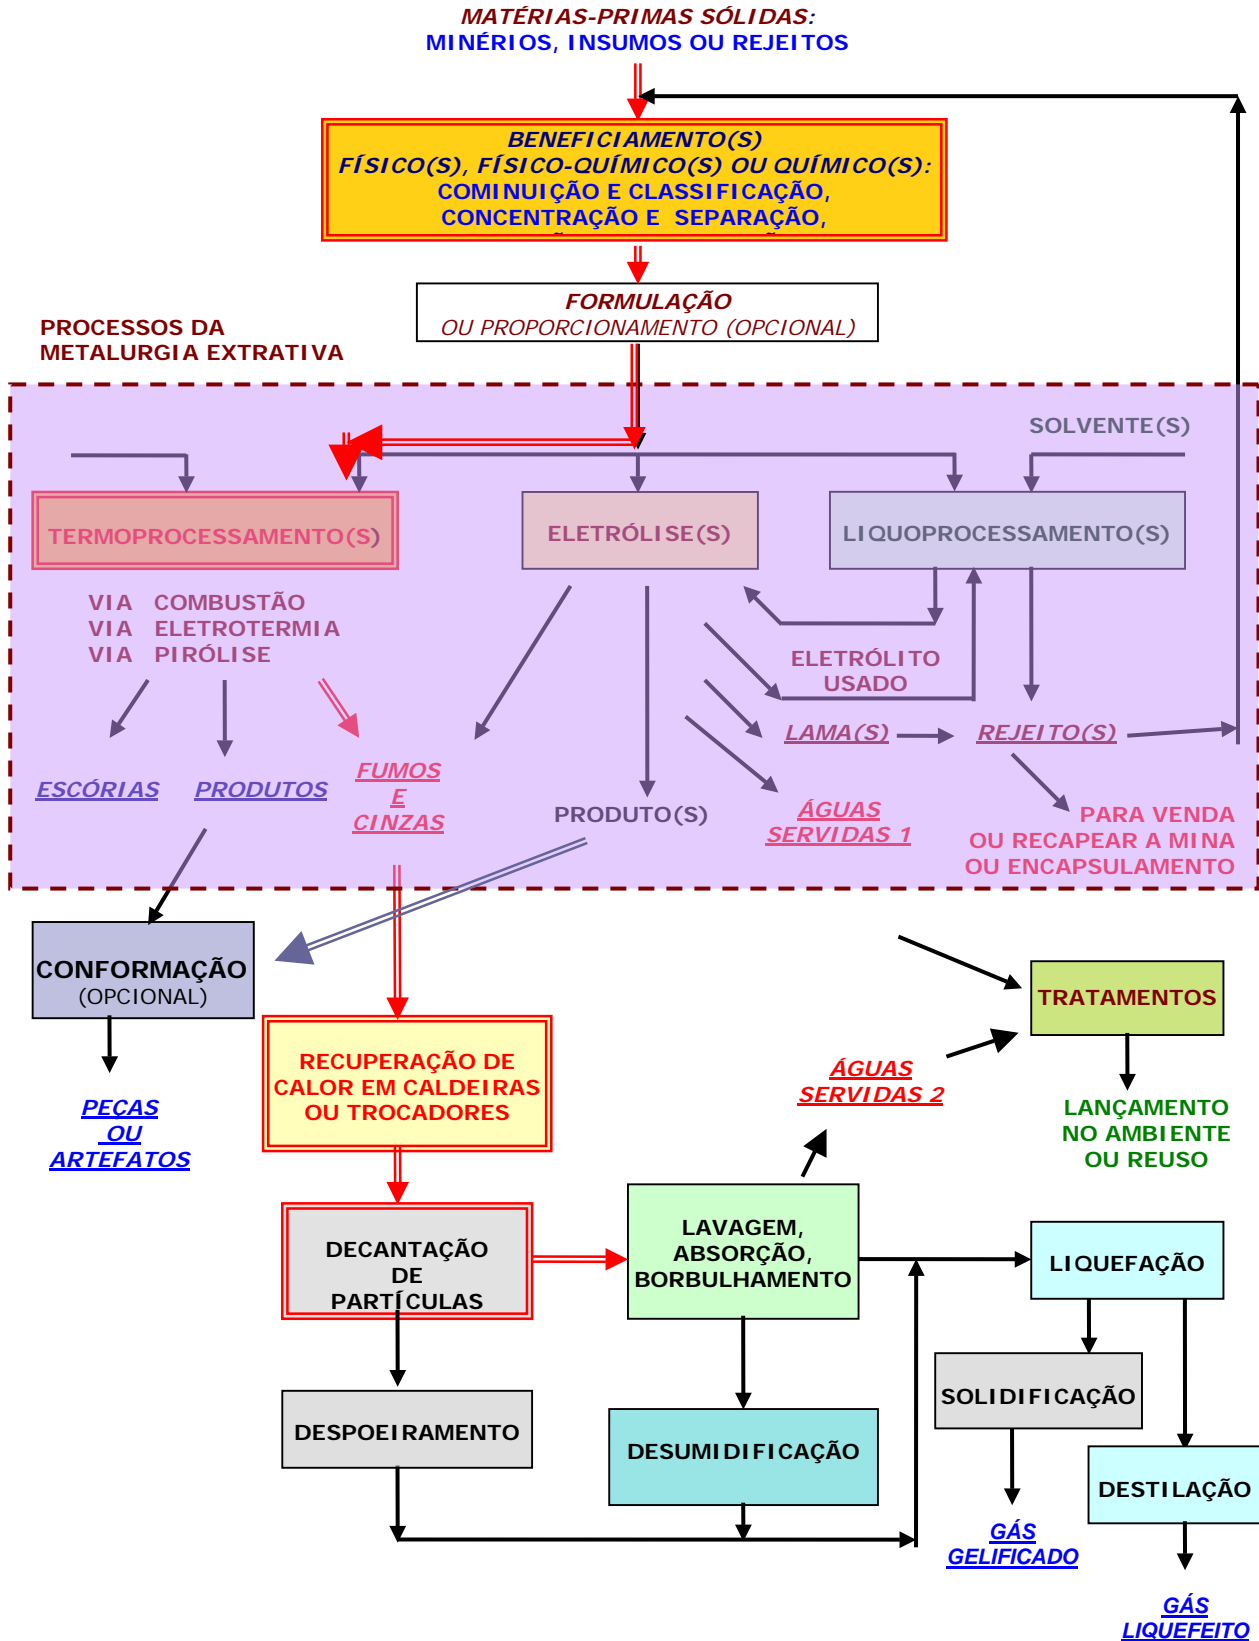 MATÉRIAS-PRIMAS SÓLIDAS:
MINÉRIOS, INSUMOS OU REJEITOS
BENEFICIAMENTO(S)
FÍSICO(S), FÍSICO-QUÍMICO(S) OU QUÍMICO(S):
COMINUIÇÃO E CLASSIFICAÇÃO,
CONCENTRAÇÃO E SEPARAÇÃO,
FORMULAÇÃO
OU PROPORCIONAMENTO (OPCIONAL)
PROCESSOS DA
METALURGIA EXTRATIVA
SOLVENTE(S)
TERMOPROCESSAMENTO(S)
ELETRÓLISE(S)
LIQUOPROCESSAMENTO(S)
VIA COMBUSTÃO
VIA ELETROTERMIA
VIA PIRÓLISE
ELETRÓLITO
USADO
LAMA(S)
REJEITO(S)
ESCÓRIAS
PRODUTOS
FUMOS
E
CINZAS
PRODUTO(S)
ÁGUAS
SERVIDAS 1
PARA VENDA
OU RECAPEAR A MINA
OU ENCAPSULAMENTO
CONFORMAÇÃO
(OPCIONAL)
TRATAMENTOS
RECUPERAÇÃO DE
CALOR EM CALDEIRAS
OU TROCADORES
ÁGUAS
SERVIDAS 2
PEÇAS
OU
ARTEFATOS
LANÇAMENTO
NO AMBIENTE
OU REUSO
DECANTAÇÃO
DE
PARTÍCULAS
LAVAGEM,
ABSORÇÃO,
BORBULHAMENTO
LIQUEFAÇÃO
SOLIDIFICAÇÃO
DESPOEIRAMENTO
DESUMIDIFICAÇÃO
DESTILAÇÃO
GÁS
GELIFICADO
GÁS
LIQUEFEITO